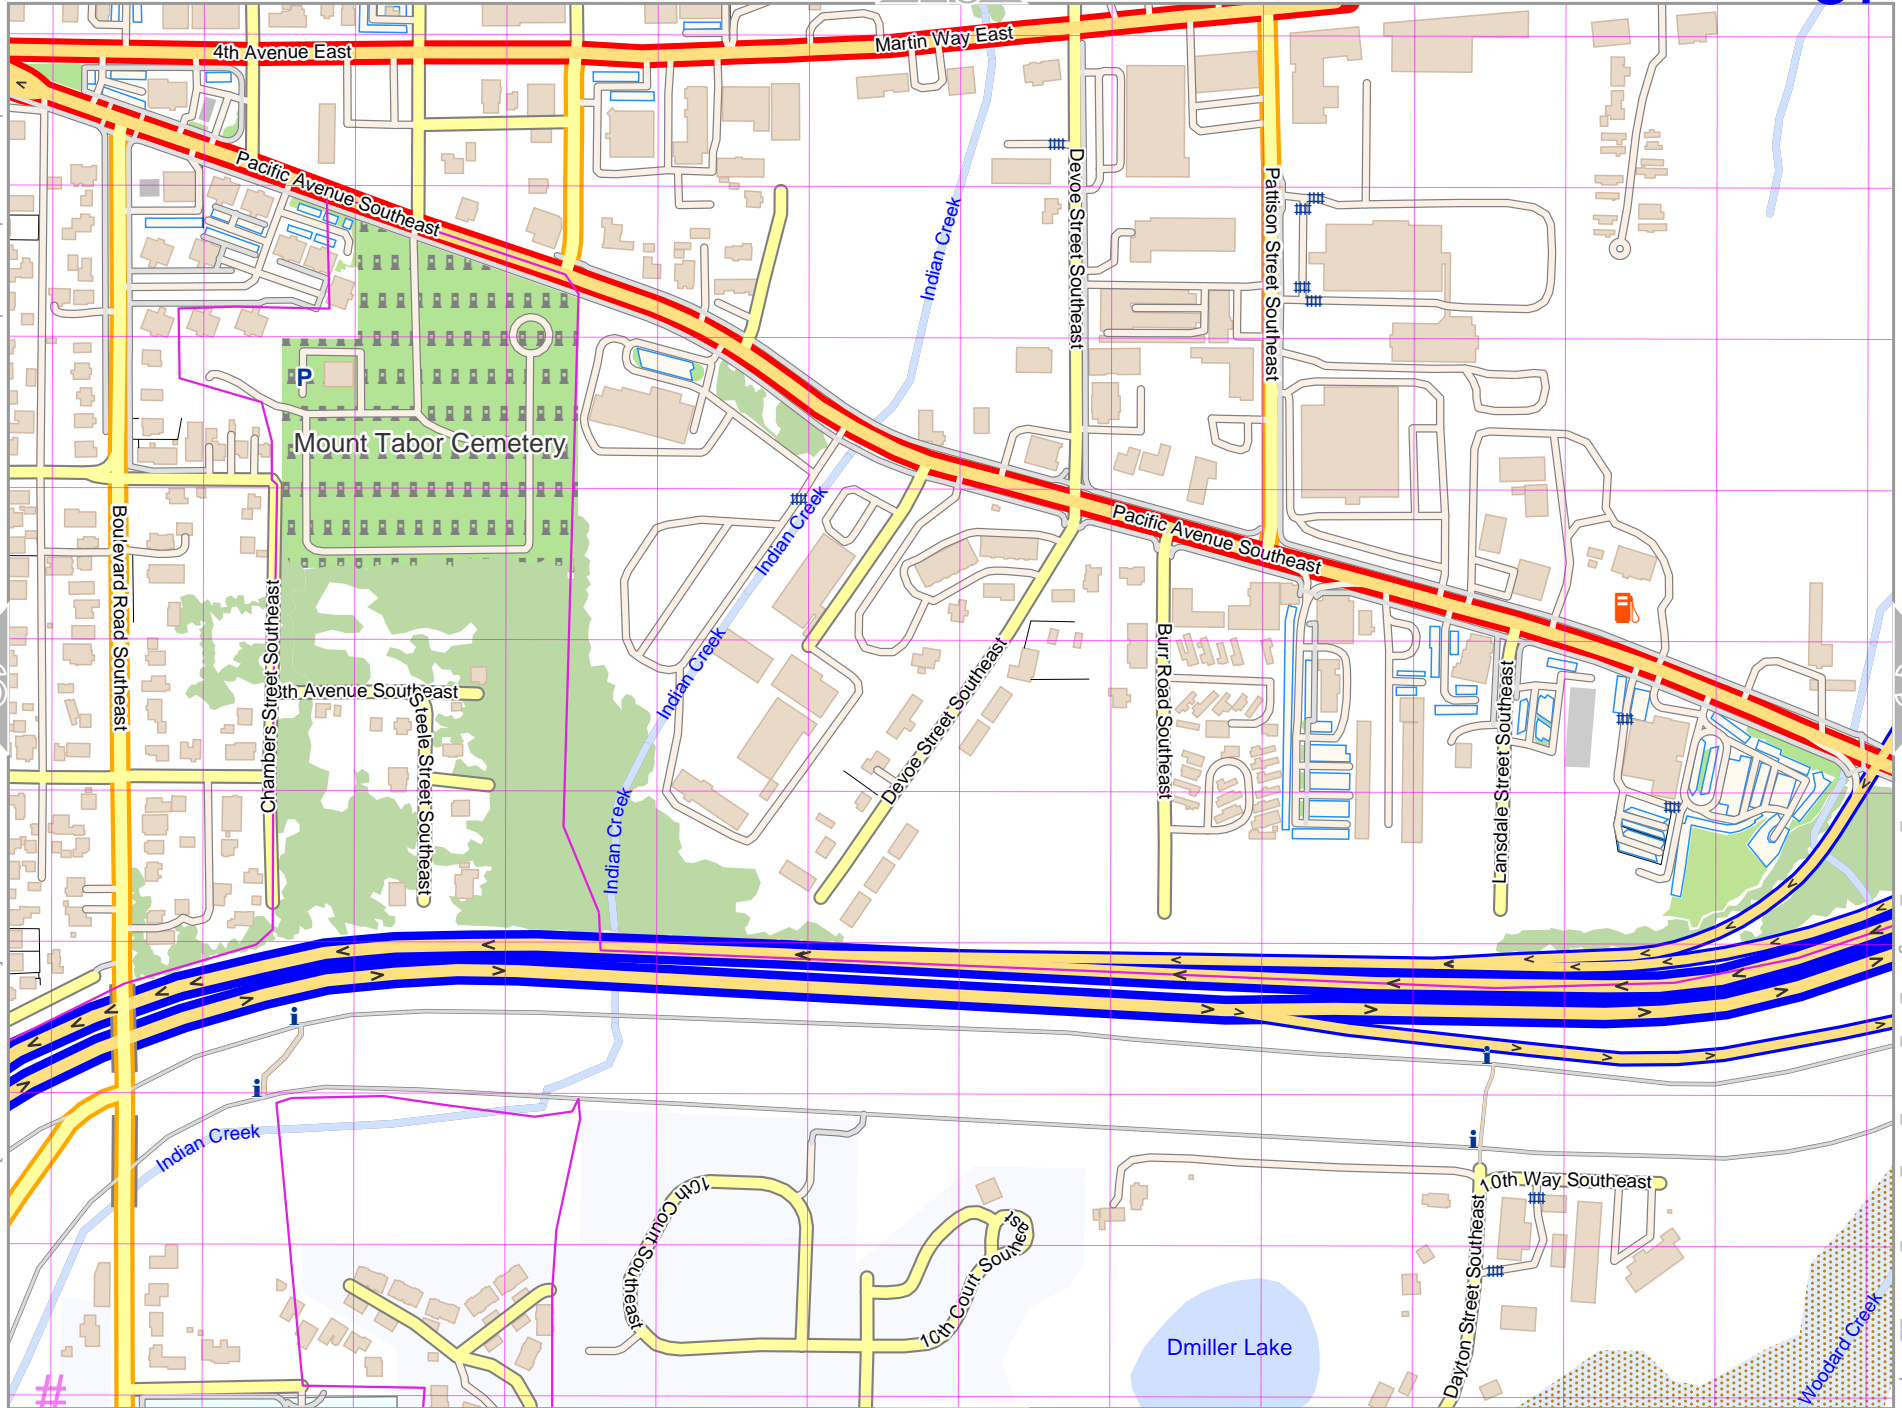 4th Avenue East
Martin Way East
Pacific Avenue Southeast
Devoe Street Southeast
Pattison Street Southeast
Indian Creek
P
Mount Tabor Cemetery
Boulevard Road Southeast
Indian Creek
Pacific Avenue Southeast
Chambers Street Southeast
8th Avenue Southeast
Steele Street Southeast
Indian Creek
Devoe Street Southeast
Burr Road Southeast
Lansdale Street Southeast
Indian Creek
i
i
i
i
Indian Creek
10th Court Southeast
10th Court Southeast
10th Way Southeast
Dayton Street Southeast
Dmiller Lake
Woodard Creek
#